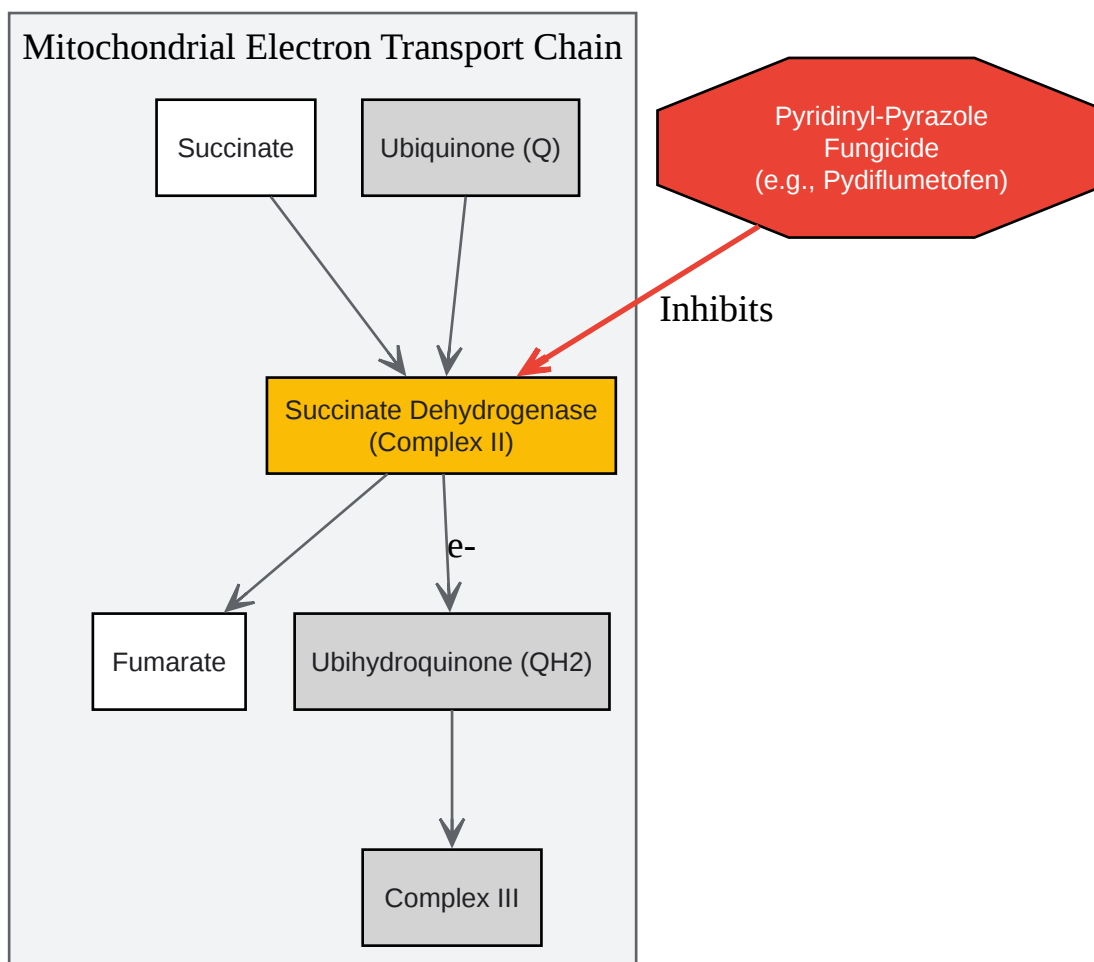 Mitochondrial Electron Transport Chain
Succinate
Ubiquinone (Q)
Pyridinyl-Pyrazole
Fungicide
(e.g., Pydiflumetofen)
Inhibits
Succinate Dehydrogenase
(Complex II)
e-
Fumarate
Ubihydroquinone (QH2)
Complex III